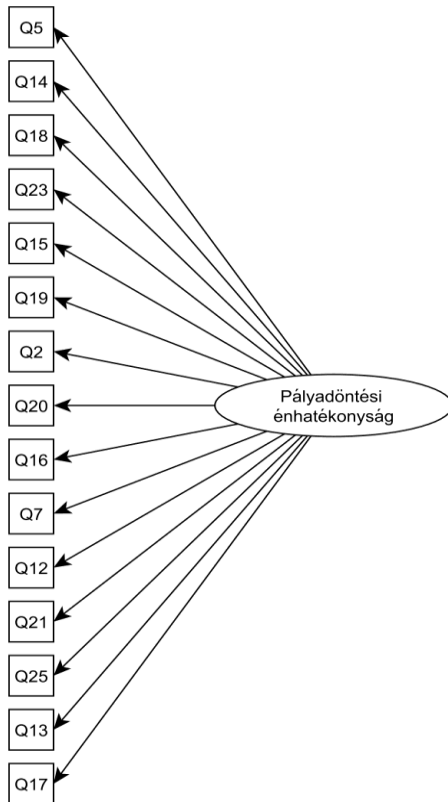 Q5
Q14
Q18
Q23
Q15
Q19
Q2
Q20
Q16
Q7
Q12
Q21
Q25
Q13
Q17
Pályadöntési
énhatékonyság